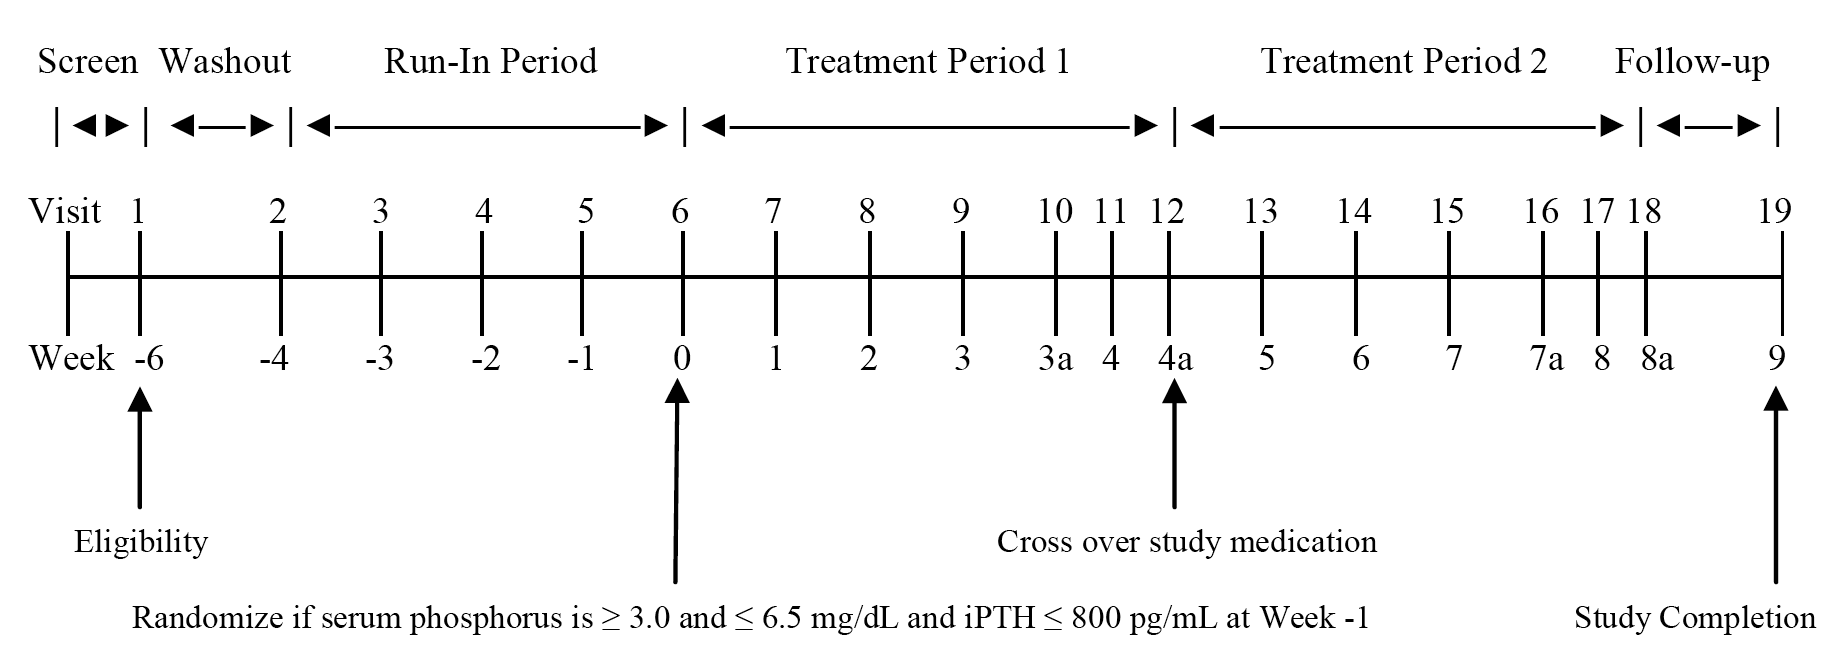 Screen Washout Run-In Period Treatment Period 1 Treatment Period 2 Follow-up
Visit 1 2 3 4 5 6 7 8 9 10 11 12 13 14 15 16 17 18 19
Week -6 -4 -3 -2 -1 0 1 2 3 3a 4 4a 5 6 7 7a 8 8a 9
Eligibility Cross over study medication
Randomize if serum phosphorus is ≥ 3.0 and ≤ 6.5 mg/dL and iPTH ≤ 800 pg/mL at Week -1 Study Completion